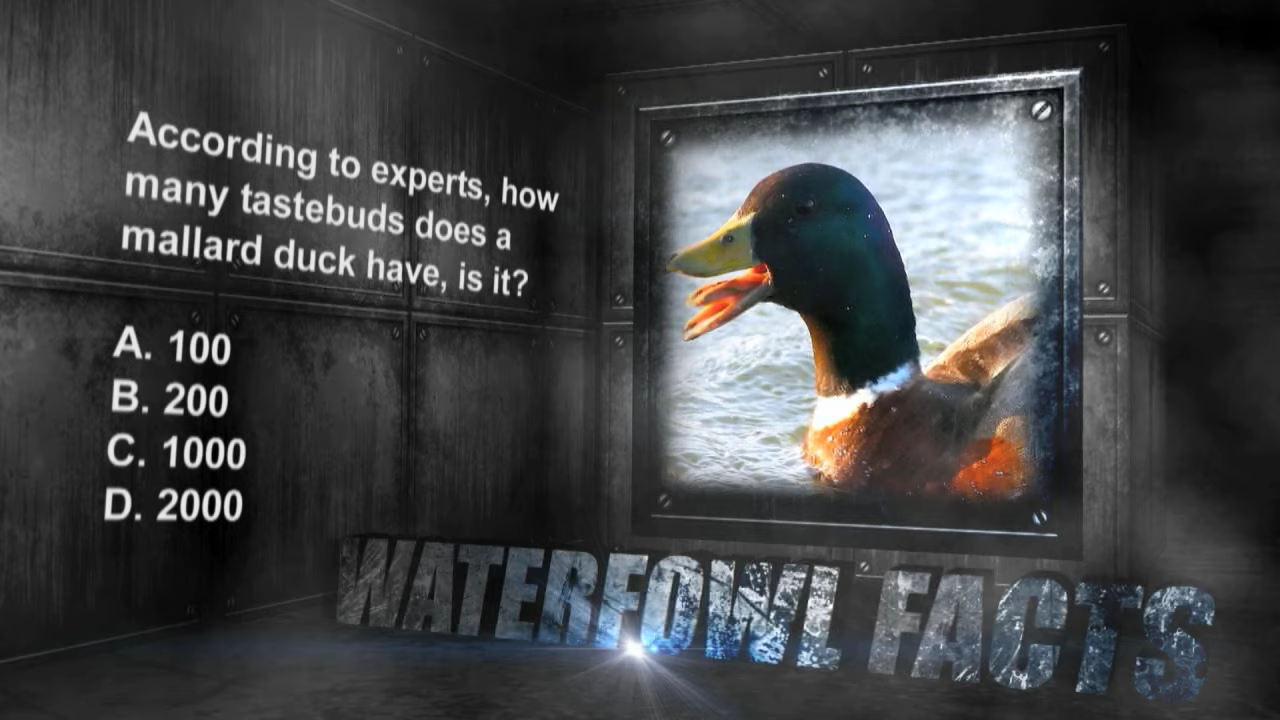 According to experts, how
many tastebuds does a
mallard duck have, is it?
A. 100
B. 200
C. 1000
D. 2000
WATERFOWL FACTS